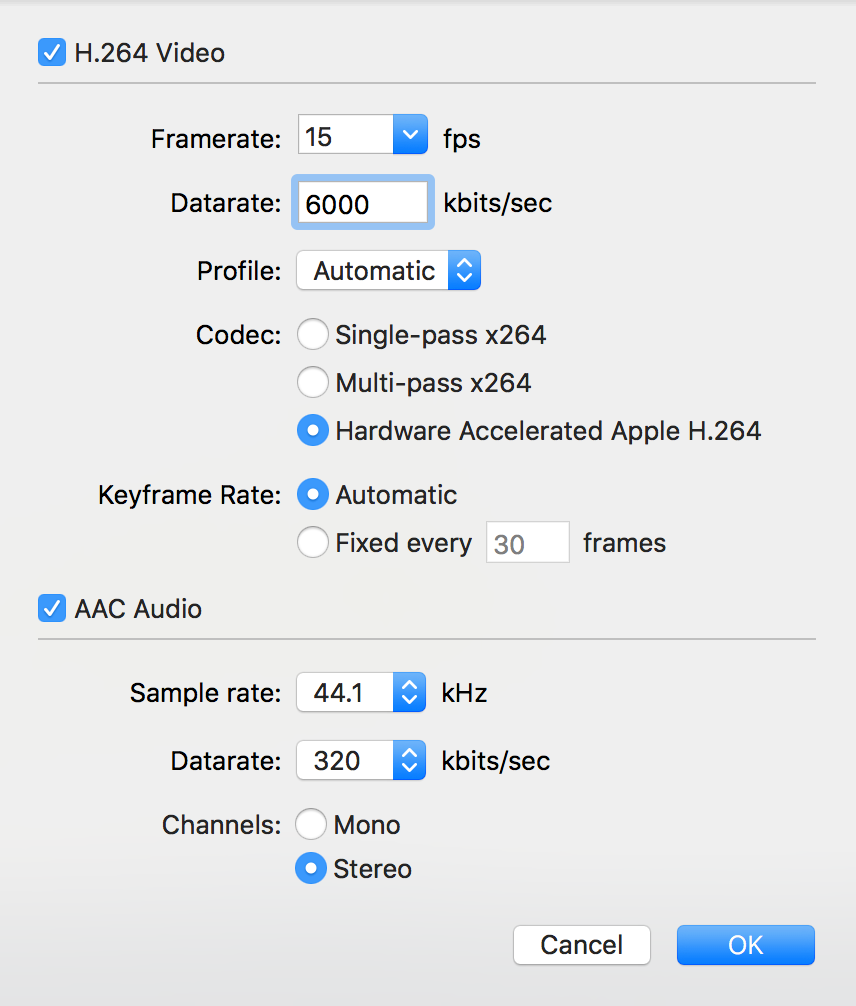 H.264 Video
Framerate: 15 fps
Datarate: 6000 kbits/sec
Profile: Automatic
Codec: Single-pass x264
Multi-pass x264
Hardware Accelerated Apple H.264
Keyframe Rate: Automatic
Fixed every 30 frames
AAC Audio
Sample rate: 44.1 kHz
Datarate: 320 kbits/sec
Channels: Mono
Stereo
Cancel OK